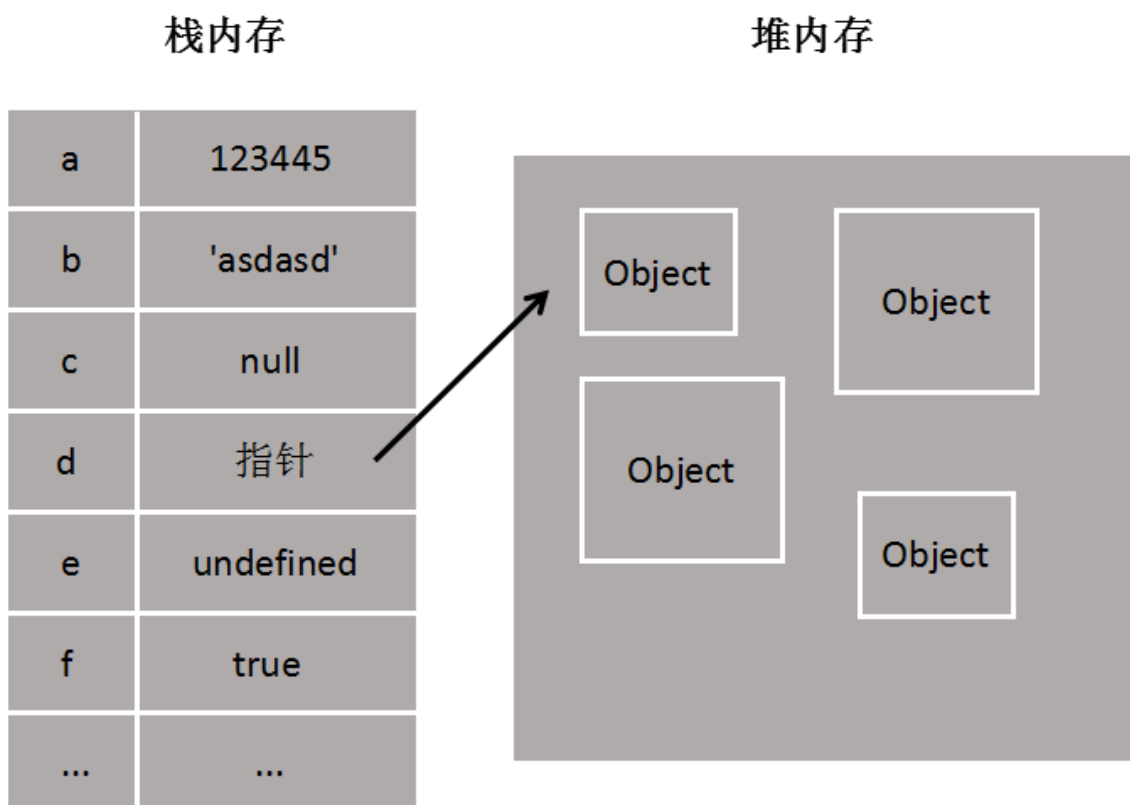 栈内存
堆内存
a 123445
b 'asdasd'
c null
d 指针
e undefined
f true
... ...
Object
Object
Object
Object